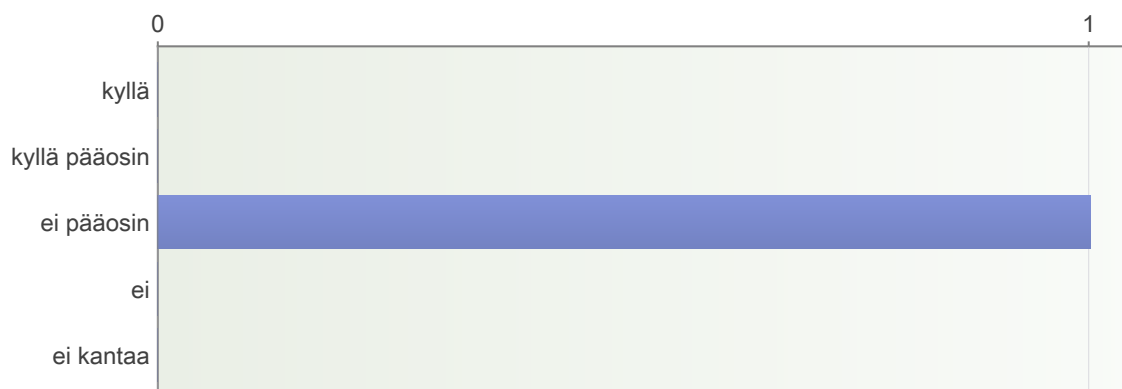 0 1
kyllä
kyllä pääosin
ei pääosin
ei
ei kantaa